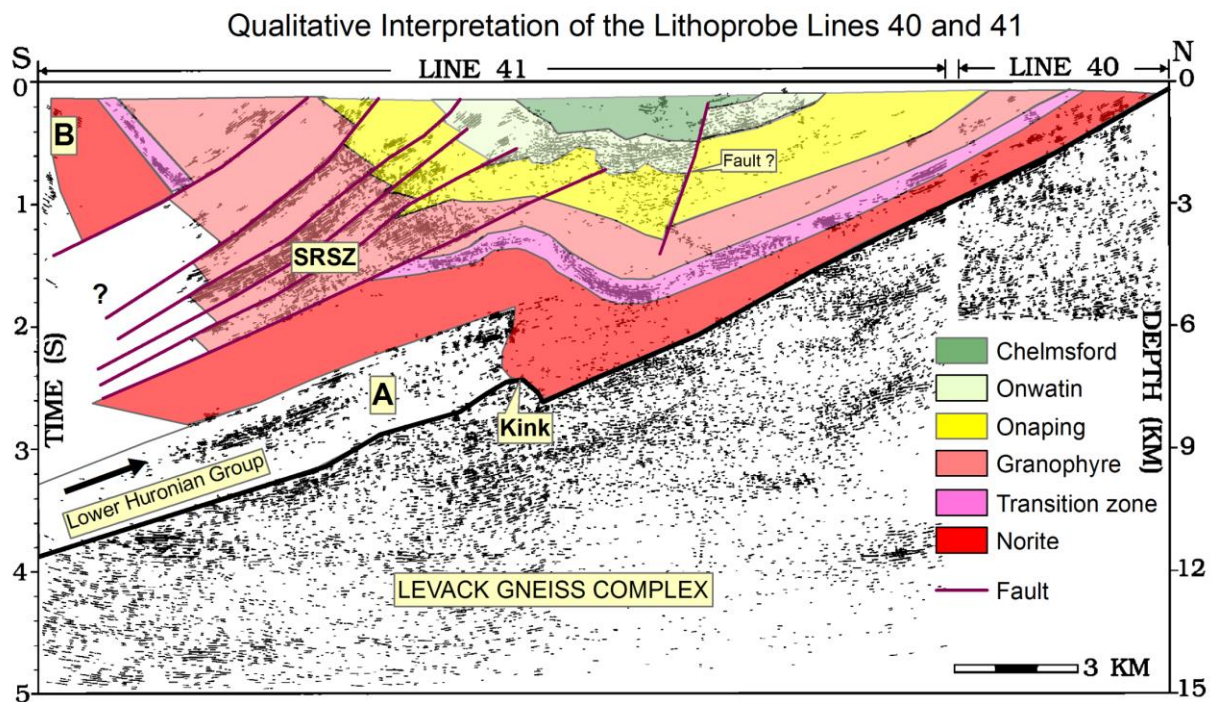 Qualitative Interpretation of the Lithoprobe Lines 40 and 41
S
N
LINE 41
LINE 40
0
0
B
Fault ?
1
3
SRSZ
?
2
6
TIME (S)
DEPTH (KM)
Chelmsford
A
Onwatin
Kink
Onaping
3
9
Granophyre
Lower Huronian Group
Transition zone
Norite
4
12
LEVACK GNEISS COMPLEX
Fault
3 KM
5
15